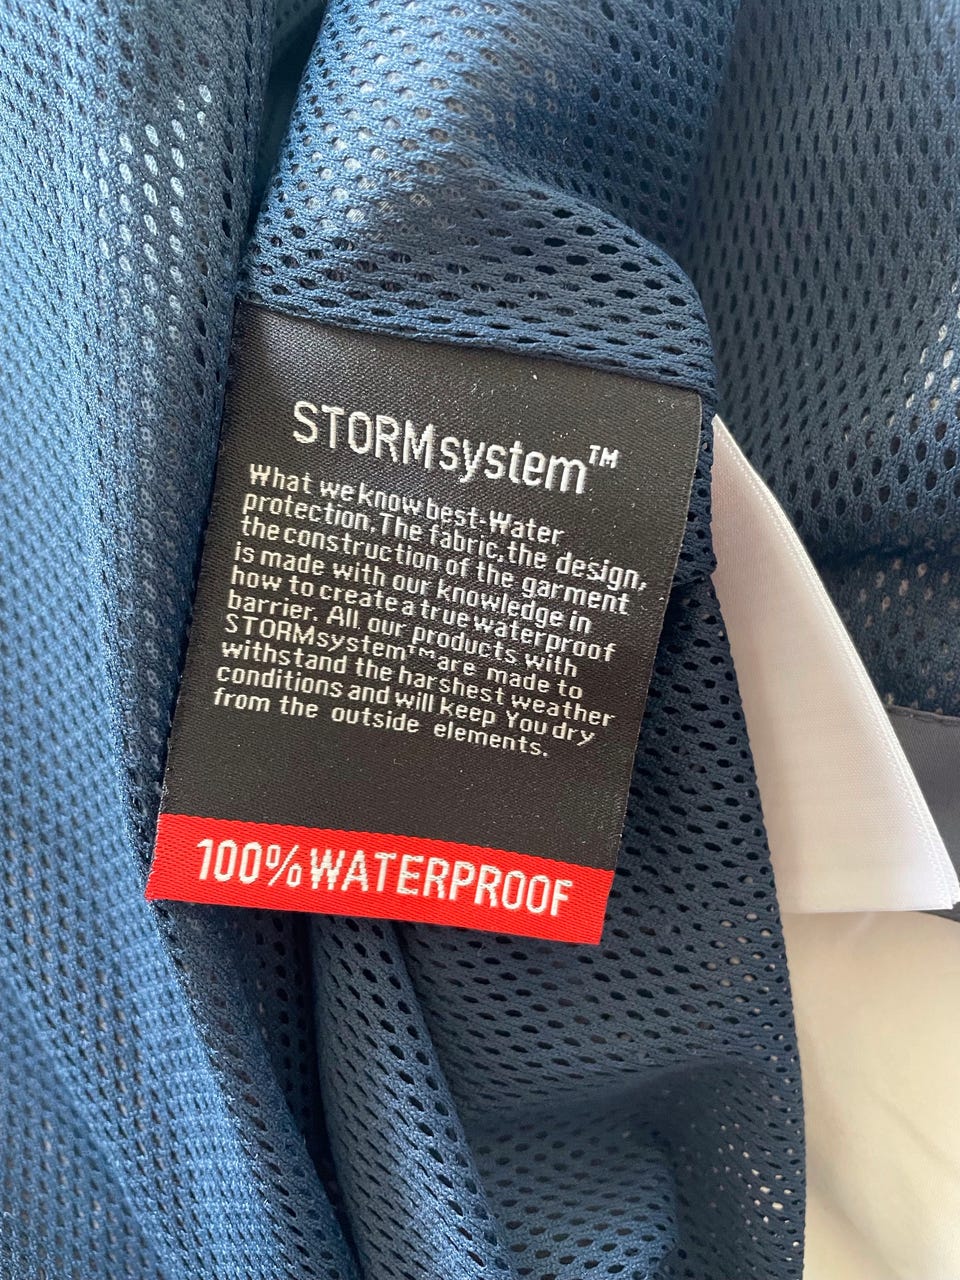 STORMsystem™
What we know best-Water
protection. The fabric, the design,
the construction of the garment
is made with our knowledge in
how to create a true waterproof
barrier. All our products with
STORMsystem™ are made to
withstand the harshest weather
conditions and will keep You dry
from the outside elements.
100% WATERPROOF